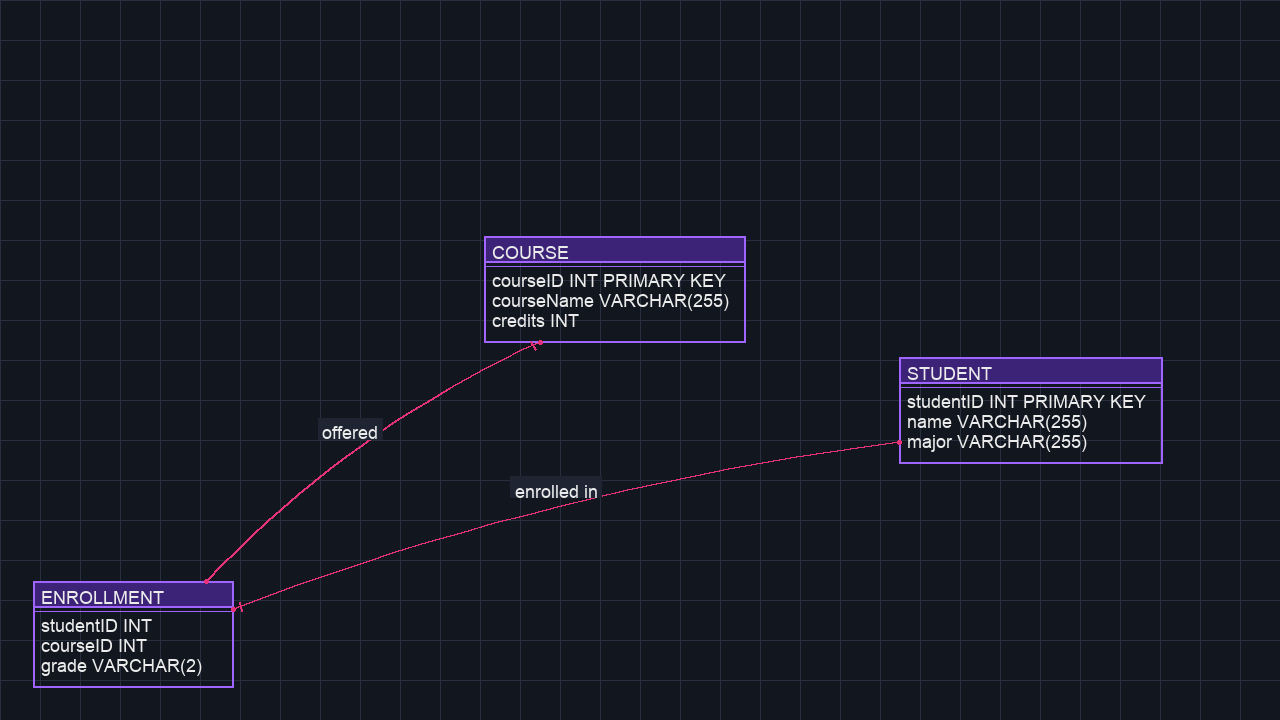 COURSE
courseID INT PRIMARY KEY
courseName VARCHAR(255)
credits INT
STUDENT
studentID INT PRIMARY KEY
name VARCHAR(255)
major VARCHAR(255)
offered
enrolled in
ENROLLMENT
studentID INT
courseID INT
grade VARCHAR(2)